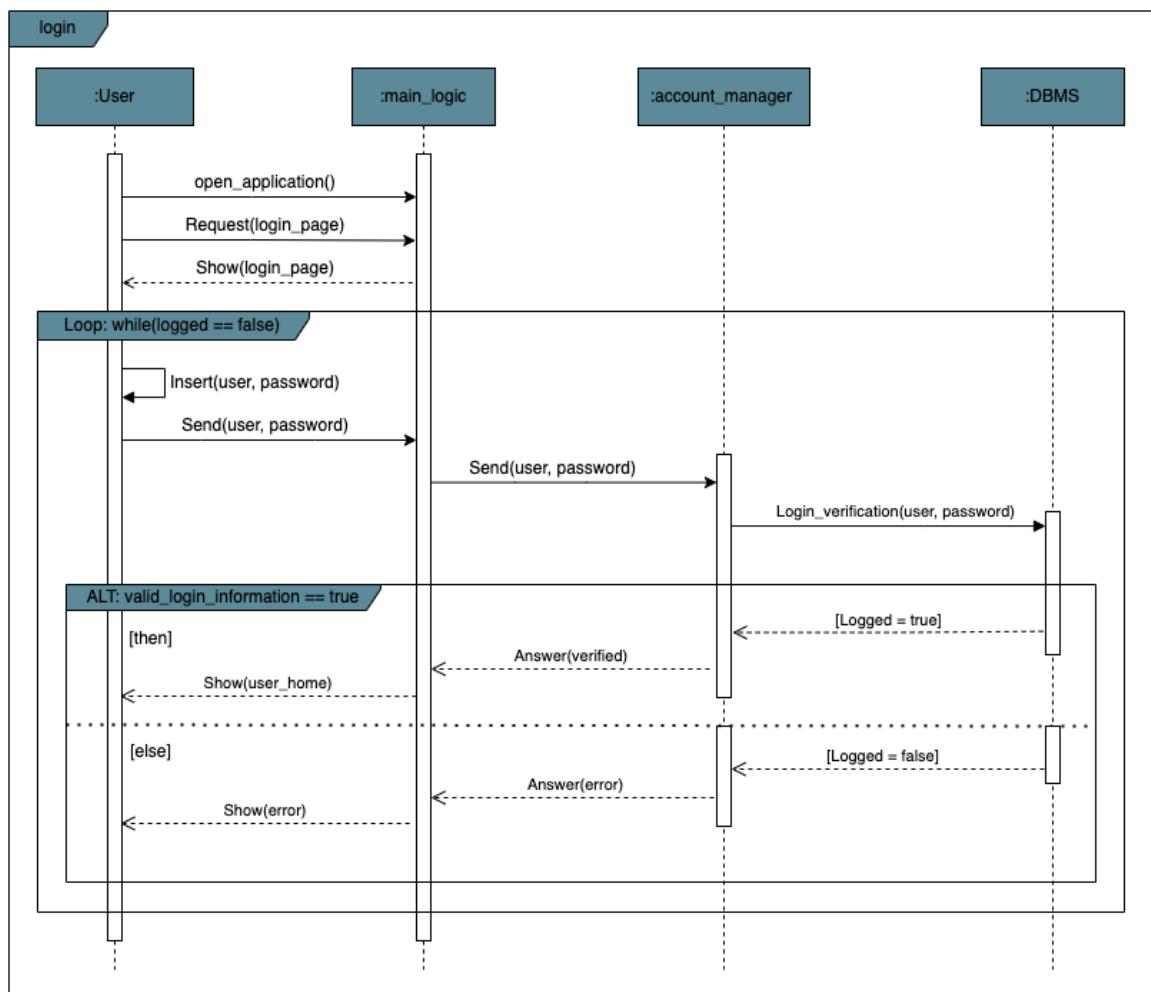 login
:User
:main_logic
:account_manager
:DBMS
open_application()
Request(login_page)
Show(login_page)
Loop: while(logged == false)
Insert(user, password)
Send(user, password)
Send(user, password)
Login_verification(user, password)
ALT: valid_login_information == true
[Logged = true]
[then]
Answer(verified)
Show(user_home)
[else]
[Logged = false]
Answer(error)
Show(error)